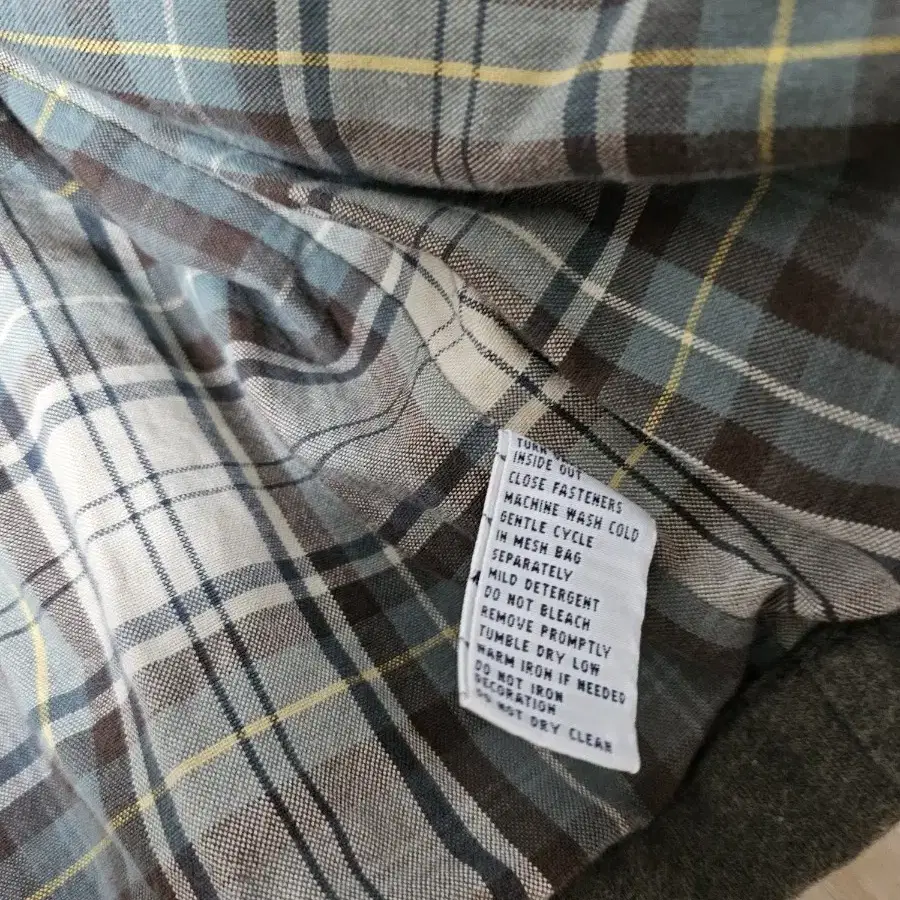 TURN
INSIDE OUT
CLOSE FASTENERS
MACHINE WASH COLD
GENTLE CYCLE
IN MESH BAG
SEPARATELY
MILD DETERGENT
DO NOT BLEACH
REMOVE PROMPTLY
TUMBLE DRY LOW
WARM IRON IF NEEDED
DO NOT IRON
DECORATION
DO NOT DRY CLEAN